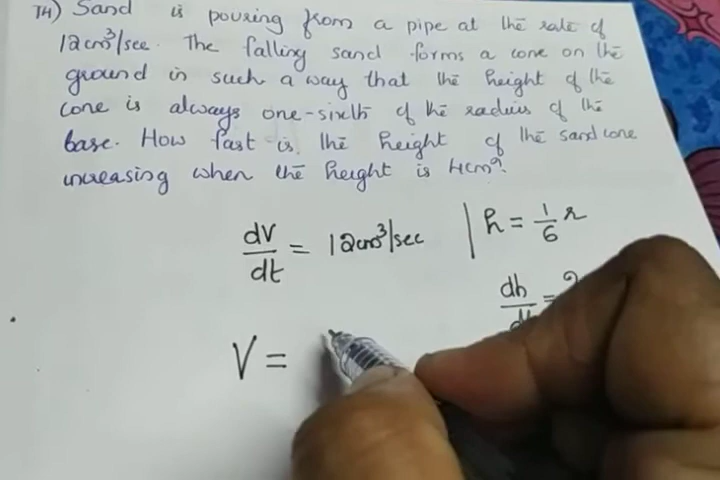 TH) Sand is pouring from a pipe at the rate of
12cm³/sec. The falling sand forms a cone on the
ground in such a way that the height of the
cone is always one-sixth of the radius of the
base. How fast is the height of the sand cone
increasing when the height is 4cm?
dV/dt = 12cm³/sec | h = 1/6 r
dh/dt = ?
V =